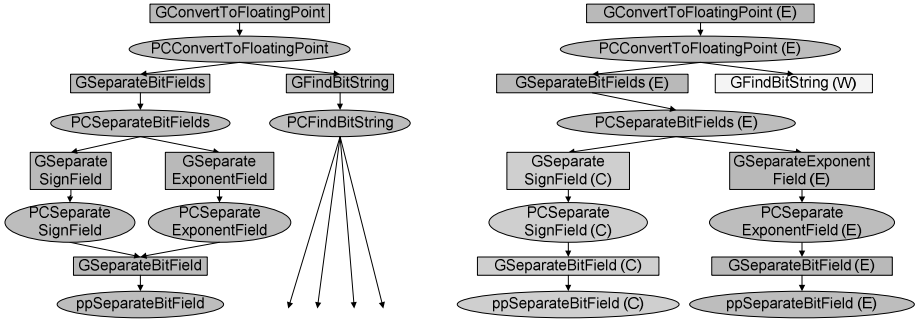 GConvertToFloatingPoint
PCConvertToFloatingPoint
GSeparateBitFields
GFindBitString
PCSeparateBitFields
PCFindBitString
GSeparate
SignField
GSeparate
ExponentField
PCSeparate
SignField
PCSeparate
ExponentField
GSeparateBitField
ppSeparateBitField
GConvertToFloatingPoint (E)
PCConvertToFloatingPoint (E)
GSeparateBitFields (E)
GFindBitString (W)
PCSeparateBitFields (E)
GSeparate
SignField (C)
GSeparateExponent
Field (E)
PCSeparate
SignField (C)
PCSeparate
ExponentField (E)
GSeparateBitField (C)
GSeparateBitField (E)
ppSeparateBitField (C)
ppSeparateBitField (E)